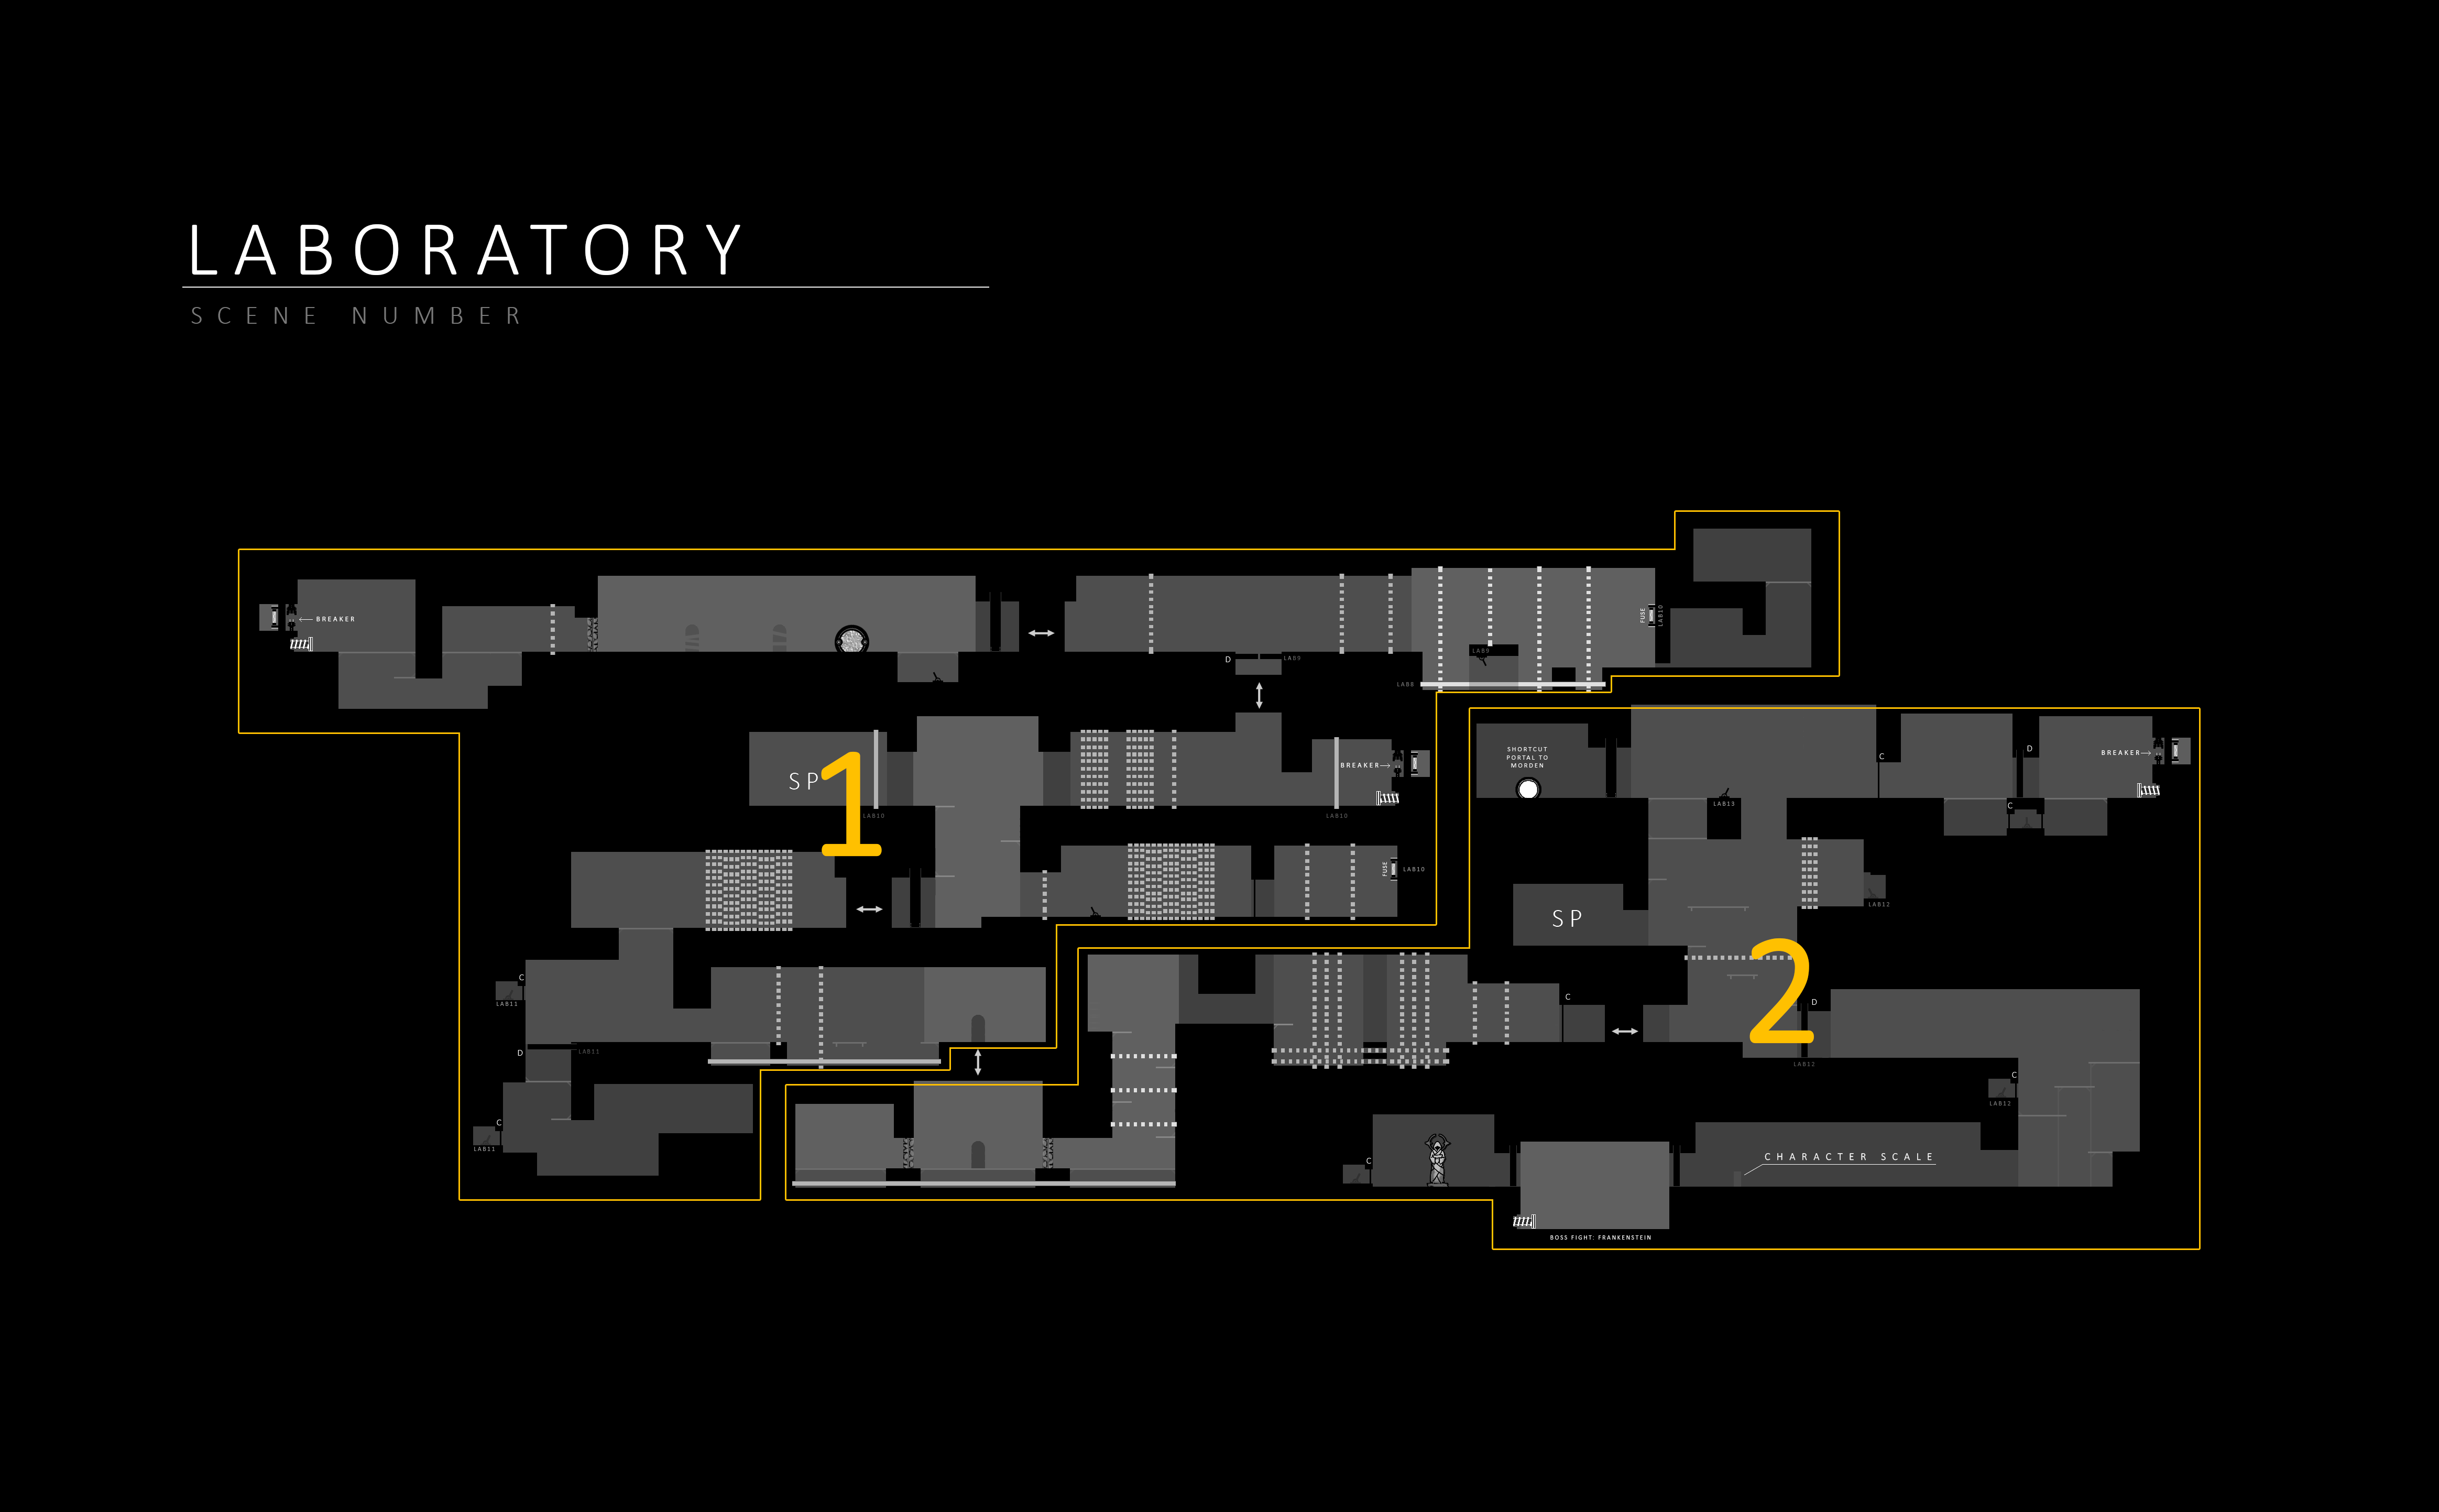 LABORATORY
SCENE NUMBER
BREAKER
FUSE
LAB10
LAB9
D
LAB9
LAB8
SHORTCUT
PORTAL TO
MORDEN
C
D
BREAKER
BREAKER
SP
1
LAB10
LAB10
LAB13
C
FUSE
LAB10
LAB12
SP
2
C
LAB11
C
D
LAB11
D
LAB12
C
LAB12
C
LAB11
C
CHARACTER SCALE
BOSS FIGHT: FRANKENSTEIN